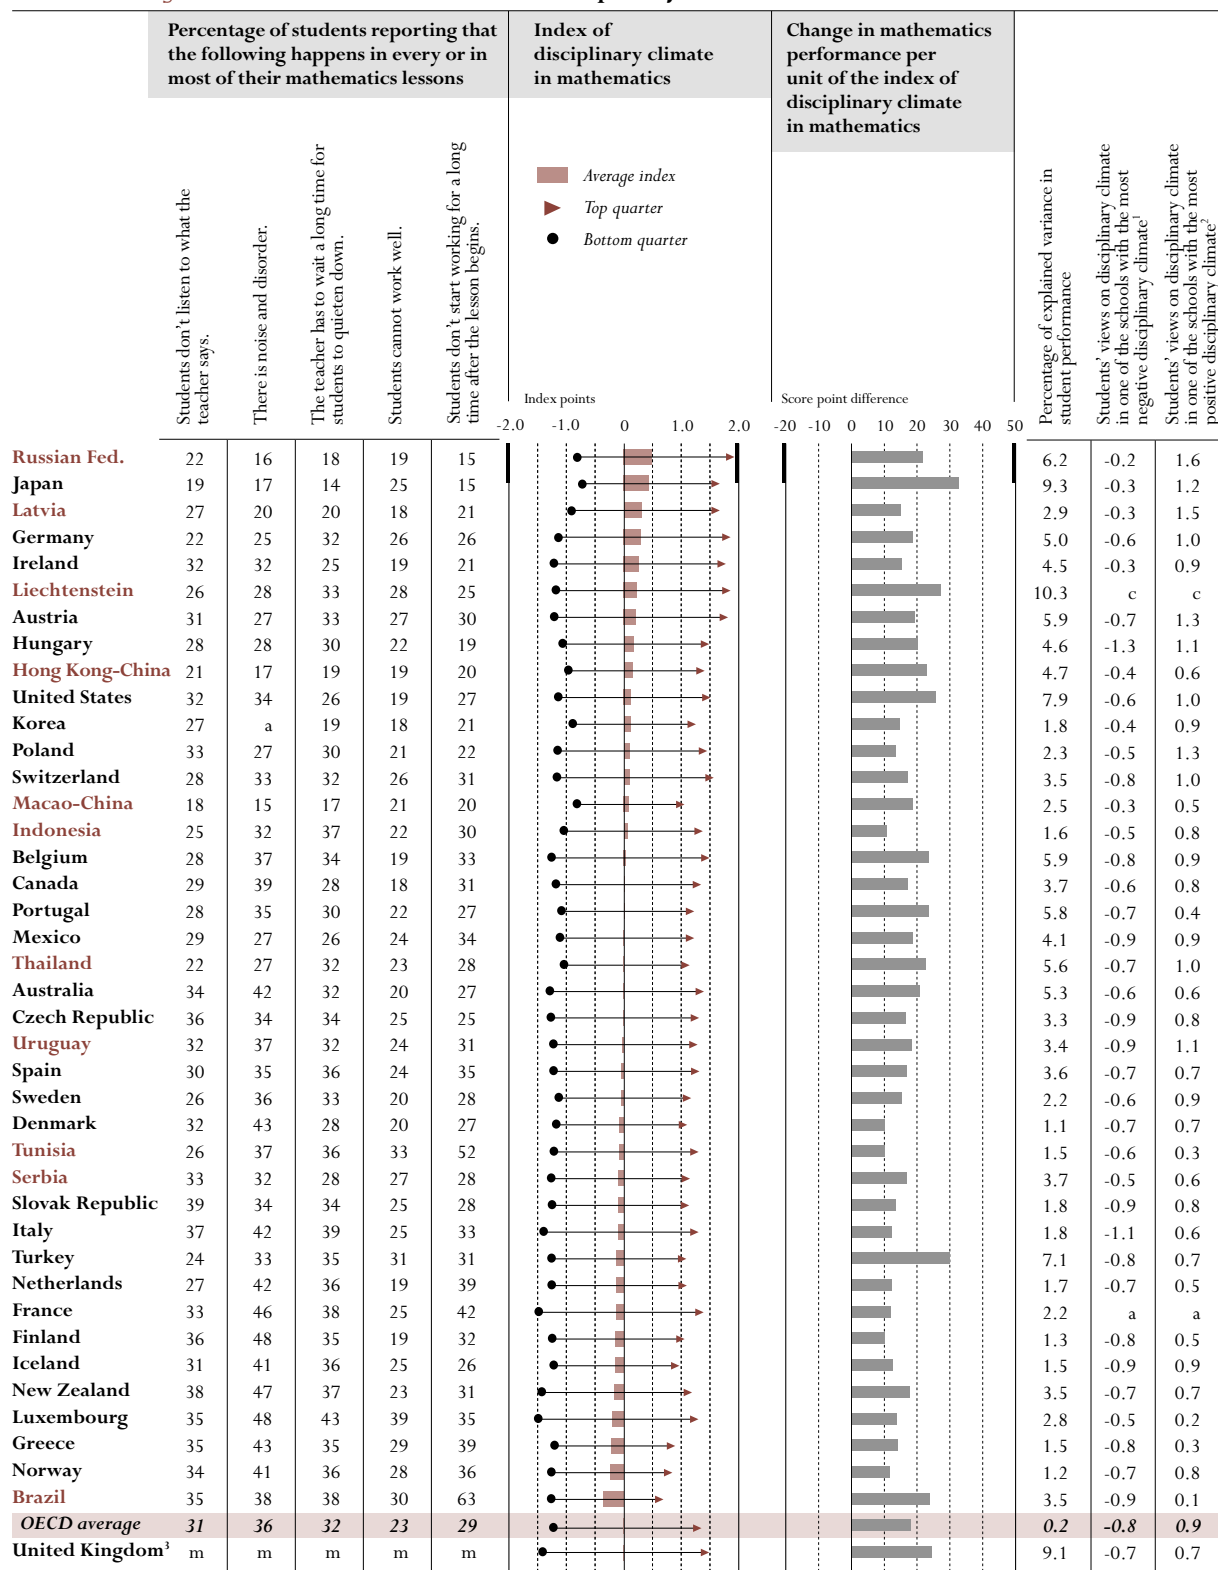 Percentage of students reporting that
the following happens in every or in
most of their mathematics lessons
Index of
disciplinary climate
in mathematics
Change in mathematics
performance per
unit of the index of
disciplinary climate
in mathematics
Students don't listen to what the
teacher says.
There is noise and disorder.
The teacher has to wait a long time for
students to quieten down.
Students cannot work well.
Students don't start working for a long
time after the lesson begins.
Average index
Top quarter
Bottom quarter
Percentage of explained variance in
student performance
Students' views on disciplinary climate
in one of the schools with the most
negative disciplinary climate1
Students' views on disciplinary climate
in one of the schools with the most
positive disciplinary climate2
Index points
Score point difference
-2.0 -1.0 0 1.0 2.0 -20 -10 0 10 20 30 40 50
Russian Fed. 22 16 18 19 15 6.2 -0.2 1.6
Japan 19 17 14 25 15 9.3 -0.3 1.2
Latvia 27 20 20 18 21 2.9 -0.3 1.5
Germany 22 25 32 26 26 5.0 -0.6 1.0
Ireland 32 32 25 19 21 4.5 -0.3 0.9
Liechtenstein 26 28 33 28 25 10.3 c c
Austria 31 27 33 27 30 5.9 -0.7 1.3
Hungary 28 28 30 22 19 4.6 -1.3 1.1
Hong Kong-China 21 17 19 19 20 4.7 -0.4 0.6
United States 32 34 26 19 27 7.9 -0.6 1.0
Korea 27 a 19 18 21 1.8 -0.4 0.9
Poland 33 27 30 21 22 2.3 -0.5 1.3
Switzerland 28 33 32 26 31 3.5 -0.8 1.0
Macao-China 18 15 17 21 20 2.5 -0.3 0.5
Indonesia 25 32 37 22 30 1.6 -0.5 0.8
Belgium 28 37 34 19 33 5.9 -0.8 0.9
Canada 29 39 28 18 31 3.7 -0.6 0.8
Portugal 28 35 30 22 27 5.8 -0.7 0.4
Mexico 29 27 26 24 34 4.1 -0.9 0.9
Thailand 22 27 32 23 28 5.6 -0.7 1.0
Australia 34 42 32 20 27 5.3 -0.6 0.6
Czech Republic 36 34 34 25 25 3.3 -0.9 0.8
Uruguay 32 37 32 24 31 3.4 -0.9 1.1
Spain 30 35 36 24 35 3.6 -0.7 0.7
Sweden 26 36 33 20 28 2.2 -0.6 0.9
Denmark 32 43 28 20 27 1.1 -0.7 0.7
Tunisia 26 37 36 33 52 1.5 -0.6 0.3
Serbia 33 32 28 27 28 3.7 -0.5 0.6
Slovak Republic 39 34 34 25 28 1.8 -0.9 0.8
Italy 37 42 39 25 33 1.8 -1.1 0.6
Turkey 24 33 35 31 31 7.1 -0.8 0.7
Netherlands 27 42 36 19 39 1.7 -0.7 0.5
France 33 46 38 25 42 2.2 a a
Finland 36 48 35 19 32 1.3 -0.8 0.5
Iceland 31 41 36 25 26 1.5 -0.9 0.9
New Zealand 38 47 37 23 31 3.5 -0.7 0.7
Luxembourg 35 48 43 39 35 2.8 -0.5 0.2
Greece 35 43 35 29 39 1.5 -0.8 0.3
Norway 34 41 36 28 36 1.2 -0.7 0.8
Brazil 35 38 38 30 63 3.5 -0.9 0.1
OECD average 31 36 32 23 29 0.2 -0.8 0.9
United Kingdom3 m m m m m 9.1 -0.7 0.7